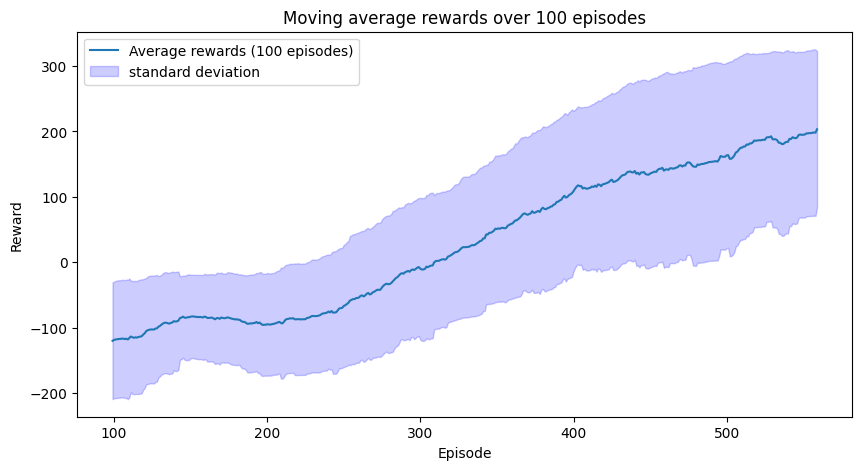 Moving average rewards over 100 episodes
Average rewards (100 episodes)
standard deviation
Reward
300
200
100
0
−100
−200
100
200
300
400
500
Episode